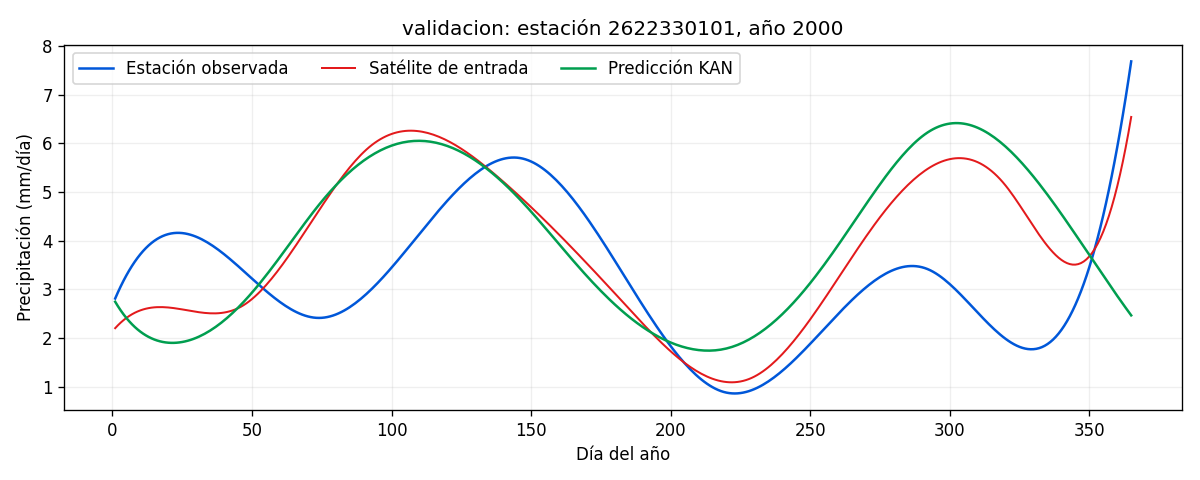 validacion: estación 2622330101, año 2000
Estación observada
Satélite de entrada
Predicción KAN
Precipitación (mm/día)
8
7
6
5
4
3
2
1
0
50
100
150
200
250
300
350
Día del año